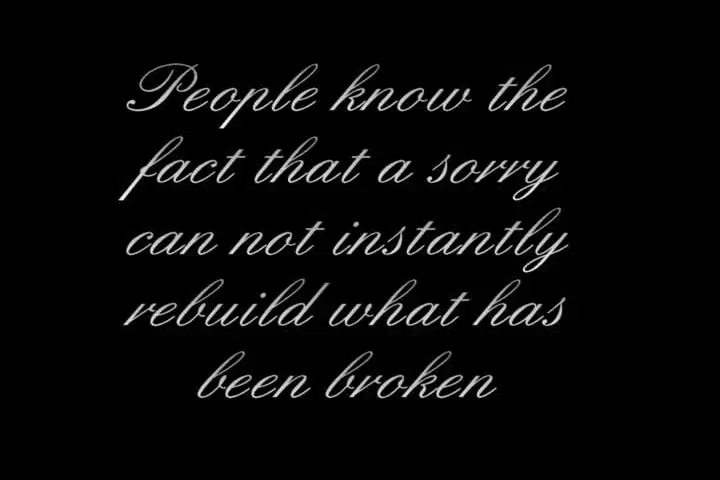 People know the
fact that a sorry
can not instantly
rebuild what has
been broken